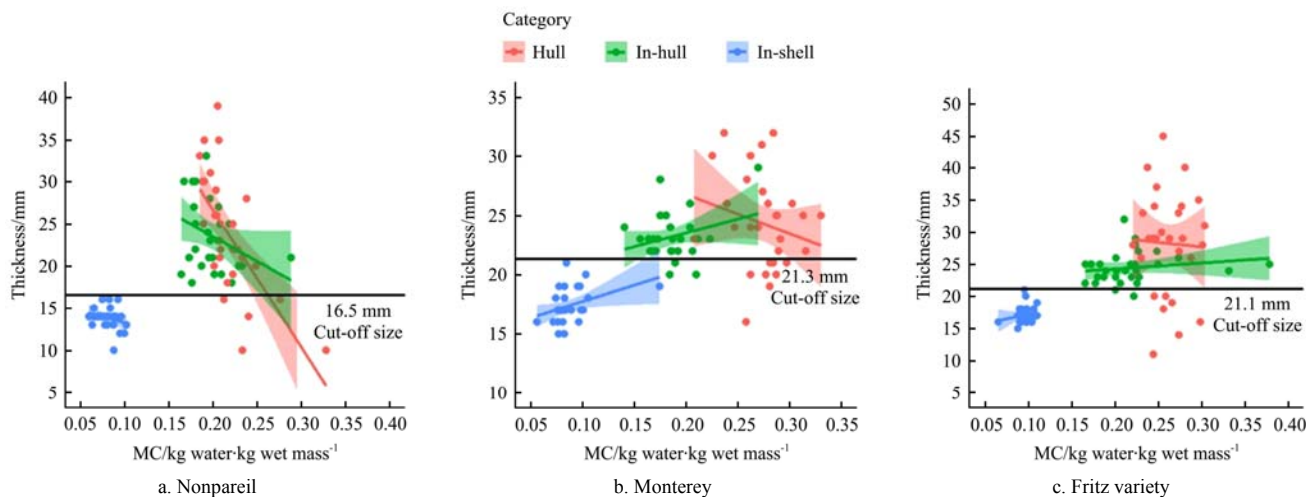 Category
Hull In-hull In-shell
Thickness/mm
40
35
30
25
20
15
10
5
16.5 mm
Cut-off size
0.05 0.10 0.15 0.20 0.25 0.30 0.35 0.40
MC/kg water·kg wet mass⁻¹
a. Nonpareil
Thickness/mm
35
30
25
20
15
10
21.3 mm
Cut-off size
0.05 0.10 0.15 0.20 0.25 0.30 0.35
MC/kg water·kg wet mass⁻¹
b. Monterey
Thickness/mm
50
45
40
35
30
25
20
15
10
5
21.1 mm
Cut-off size
0.05 0.10 0.15 0.20 0.25 0.30 0.35 0.40
MC/kg water·kg wet mass⁻¹
c. Fritz variety